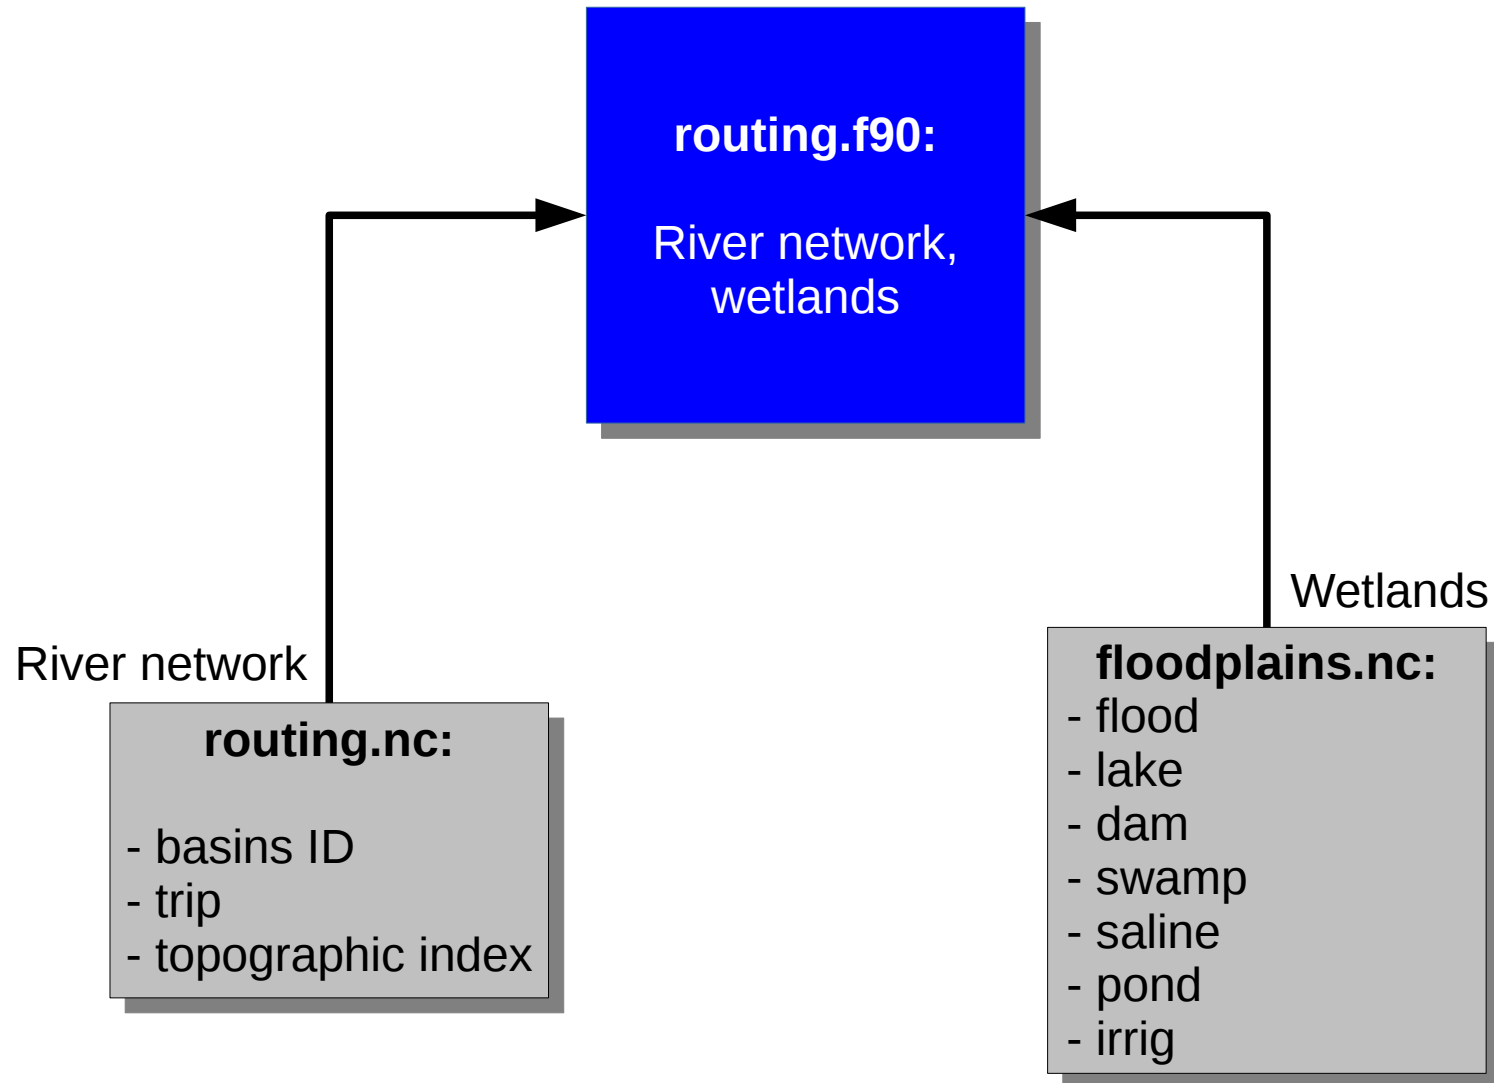 routing.f90:
River network,
wetlands
River network
routing.nc:
- basins ID
- trip
- topographic index
Wetlands
floodplains.nc:
- flood
- lake
- dam
- swamp
- saline
- pond
- irrig